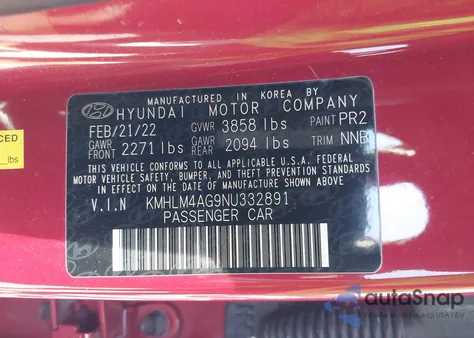 MANUFACTURED IN KOREA BY
HYUNDAI MOTOR COMPANY
FEB/21/22 GVWR 3858 lbs PAINT PR2
GAWR FRONT 2271 lbs GAWR REAR 2094 lbs TRIM NNB
THIS VEHICLE CONFORMS TO ALL APPLICABLE U.S.A. FEDERAL
MOTOR VEHICLE SAFETY, BUMPER, AND THEFT PREVENTION
STANDARDS IN EFFECT ON THE DATE OF MANUFACTURE
SHOWN ABOVE.
V.I.N KMHLM4AG9NU332891
PASSENGER CAR
CED
lbs
autoSnap